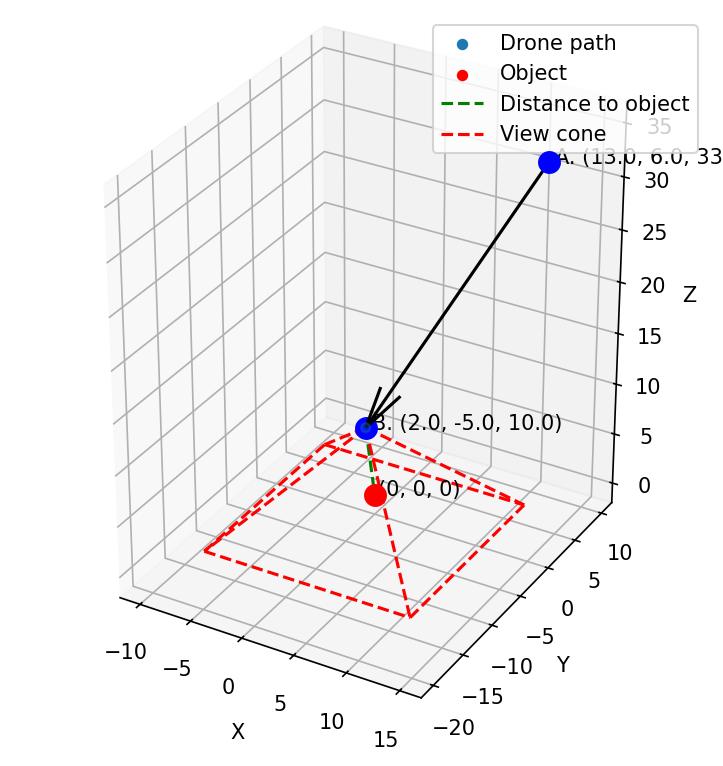 Drone path
Object
Distance to object
View cone
A. (13.0, 6.0, 33
B. (2.0, -5.0, 10.0)
(0, 0, 0)
35
30
25
20
15
10
5
0
Z
10
5
0
−5
−10
−15
−20
Y
−10
−5
0
5
10
15
X